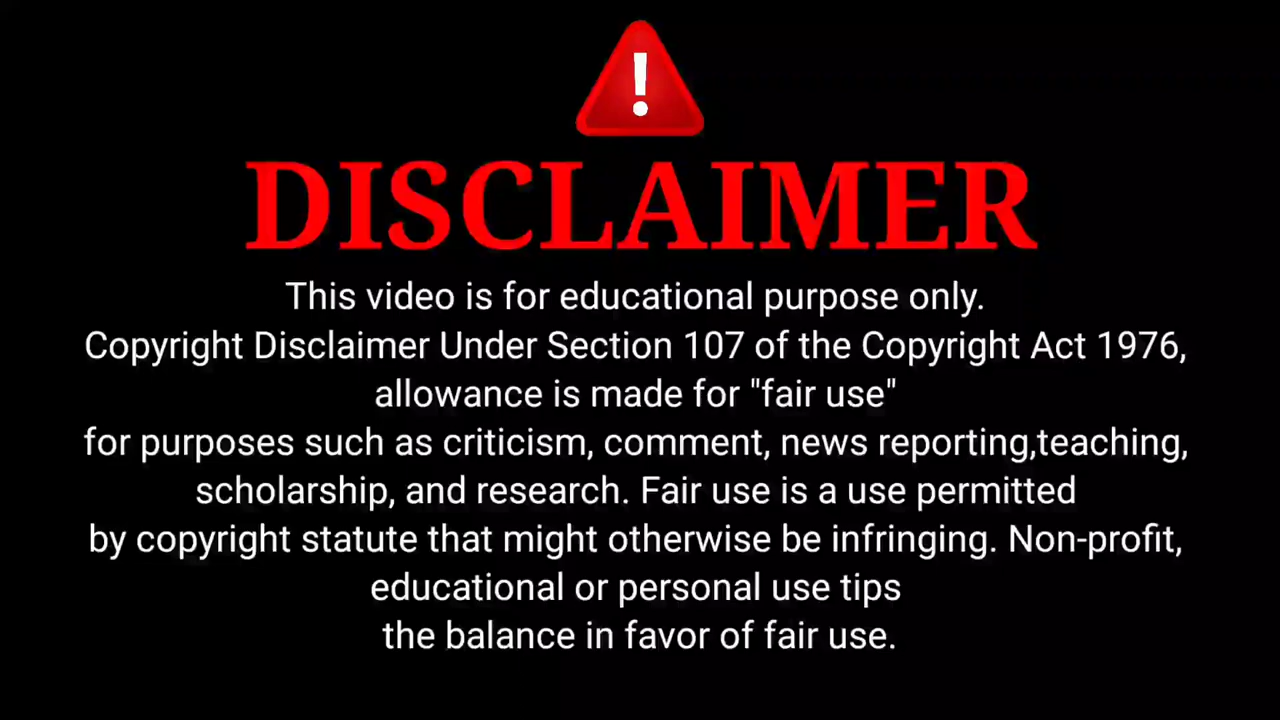 DISCLAIMER
This video is for educational purpose only.
Copyright Disclaimer Under Section 107 of the Copyright Act 1976,
allowance is made for "fair use"
for purposes such as criticism, comment, news reporting,teaching,
scholarship, and research. Fair use is a use permitted
by copyright statute that might otherwise be infringing. Non-profit,
educational or personal use tips
the balance in favor of fair use.